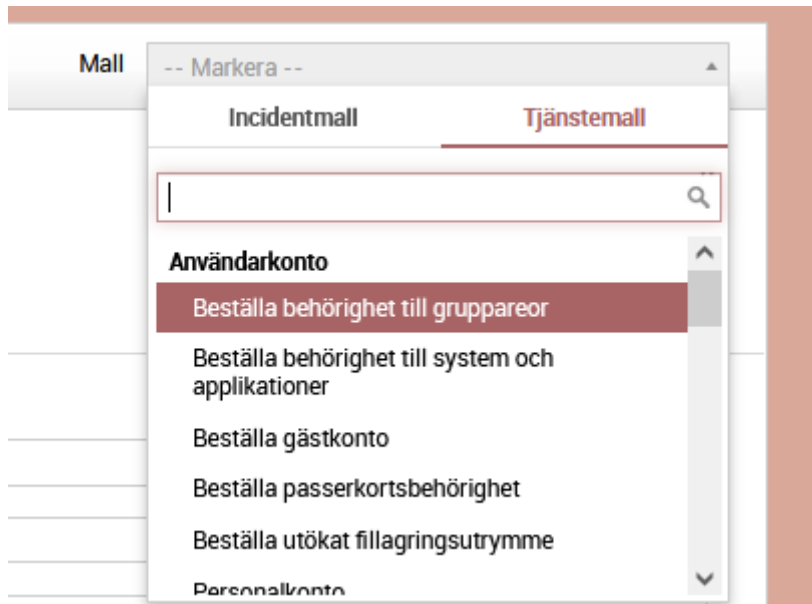 Mall -- Markera --
Incidentmall Tjänstemall
Användarkonto
Beställa behörighet till gruppareor
Beställa behörighet till system och
applikationer
Beställa gästkonto
Beställa passerkortsbehörighet
Beställa utökat fillagringsutrymme
Personalkonto